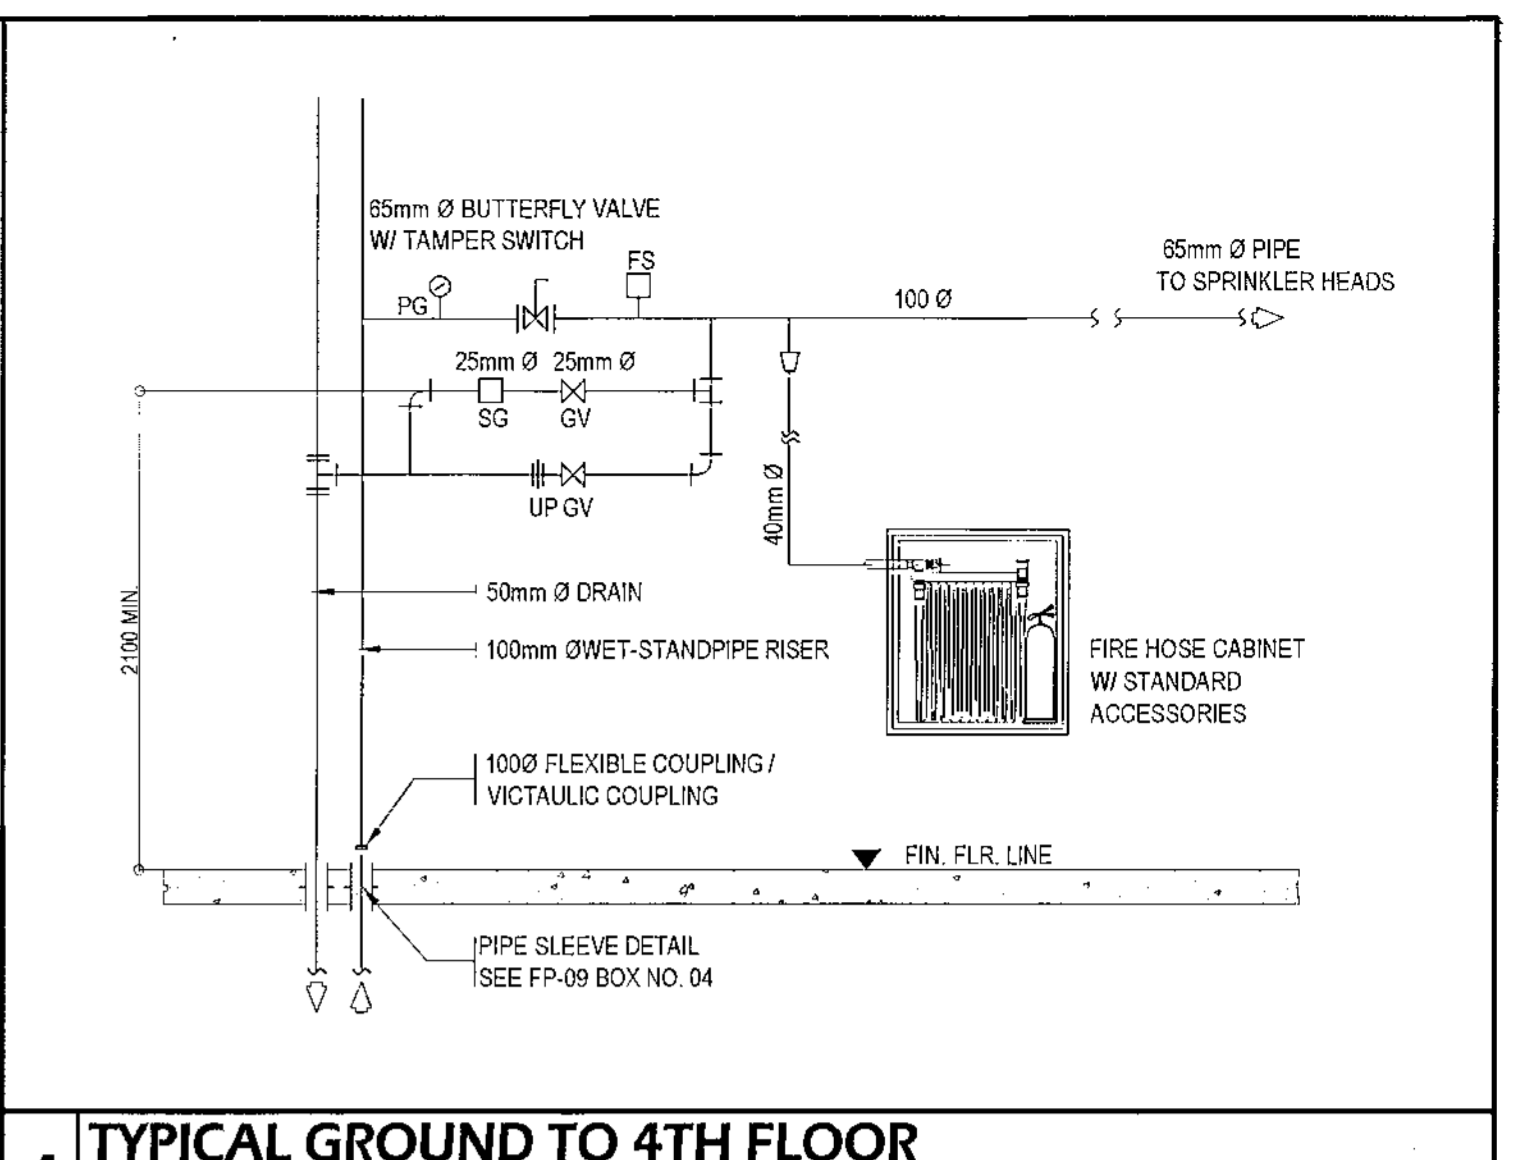 65mm Ø BUTTERFLY VALVE
W/ TAMPER SWITCH
FS
PG
65mm Ø PIPE
TO SPRINKLER HEADS
100 Ø
25mm Ø 25mm Ø
SG GV
UP GV
40mm Ø
2100 MIN.
50mm Ø DRAIN
100mm ØWET-STANDPIPE RISER
FIRE HOSE CABINET
W/ STANDARD
ACCESSORIES
100Ø FLEXIBLE COUPLING /
VICTAULIC COUPLING
FIN. FLR. LINE
PIPE SLEEVE DETAIL
SEE FP-09 BOX NO. 04
TYPICAL GROUND TO 4TH FLOOR